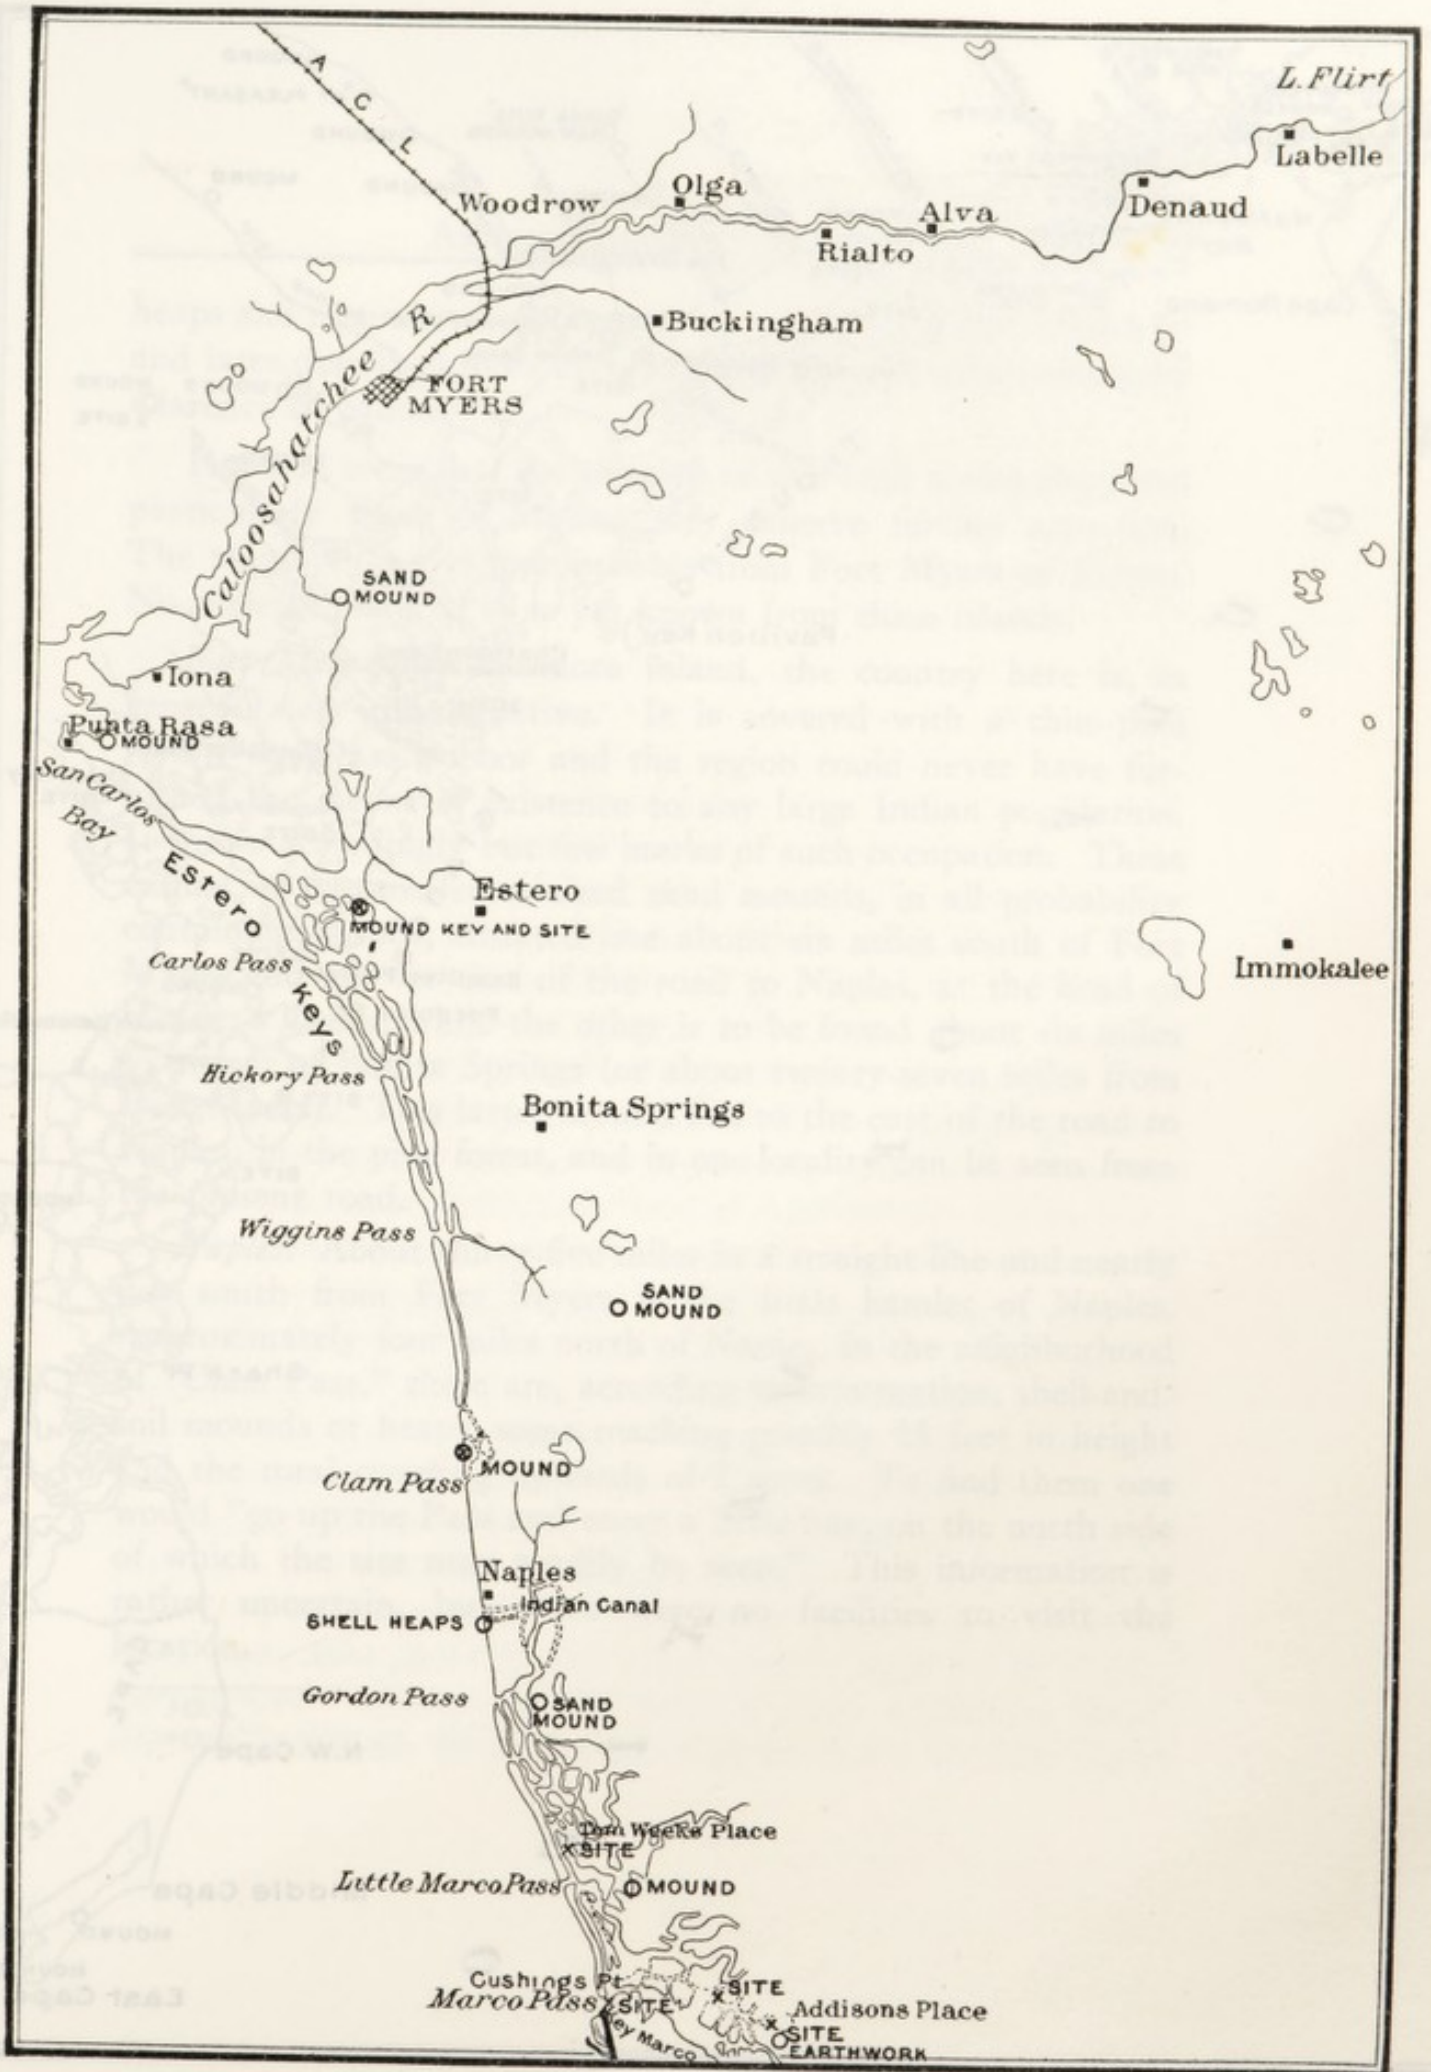 A C L
L. Flirt
Labelle
Olga
Woodrow
Alva
Denaud
Rialto
Caloosahatchee R
Buckingham
FORT
MYERS
SAND
MOUND
Iona
Punta Rasa
MOUND
San Carlos
Bay
Estero
Keys
Estero
MOUND KEY AND SITE
Carlos Pass
Immokalee
Hickory Pass
Bonita Springs
Wiggins Pass
SAND
MOUND
MOUND
Clam Pass
Naples
Indian Canal
SHELL HEAPS
Gordon Pass
SAND
MOUND
Tom Weeks Place
SITE
Little Marco Pass
MOUND
Cushings Pt
SITE
Marco Pass
SITE
Addisons Place
Key Marco
SITE
EARTHWORK